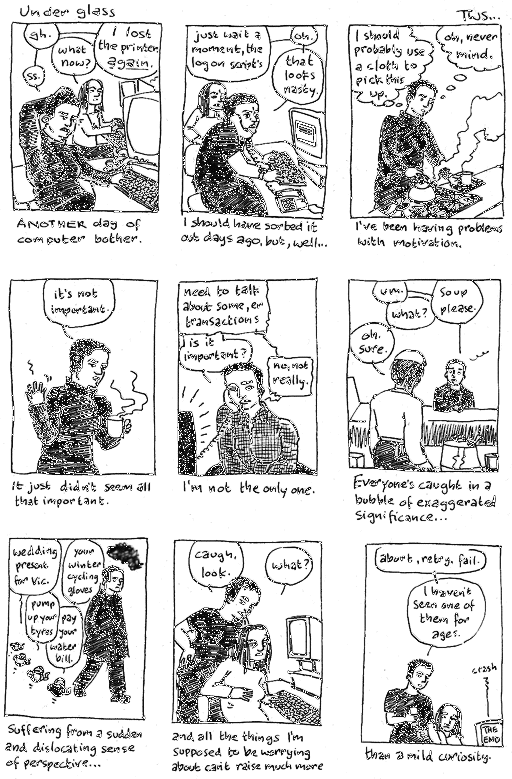 Under glass
TWS...
gh.
ss.
what
now?
i lost
the printer
again.
ANOTHER day of
computer bother.
just wait a
moment, the
logon script's
oh.
that
looks
nasty.
I should have sorted it
out days ago, but, well...
I should
probably use
a cloth to
pick this
up.
oh, never
mind.
I've been having problems
with motivation.
it's not
important.
it just didn't seem all
that important.
need to talk
about some, er
transactions
is it
important?
no, not
really.
I'm not the only one.
um.
what?
soup
please.
oh.
sure.
Everyone's caught in a
bubble of exaggerated
significance...
wedding
present
for Vic.
your
winter
cycling
gloves
pump
up your
tyres
pay
your
water
bill.
Suffering from a sudden
and dislocating sense
of perspective...
caugh.
look.
what?
and all the things I'm
supposed to be worrying
about can't raise much more
abort, retry, fail.
I haven't
seen one of
them for
ages.
crash
THE
END
than a mild curiosity.